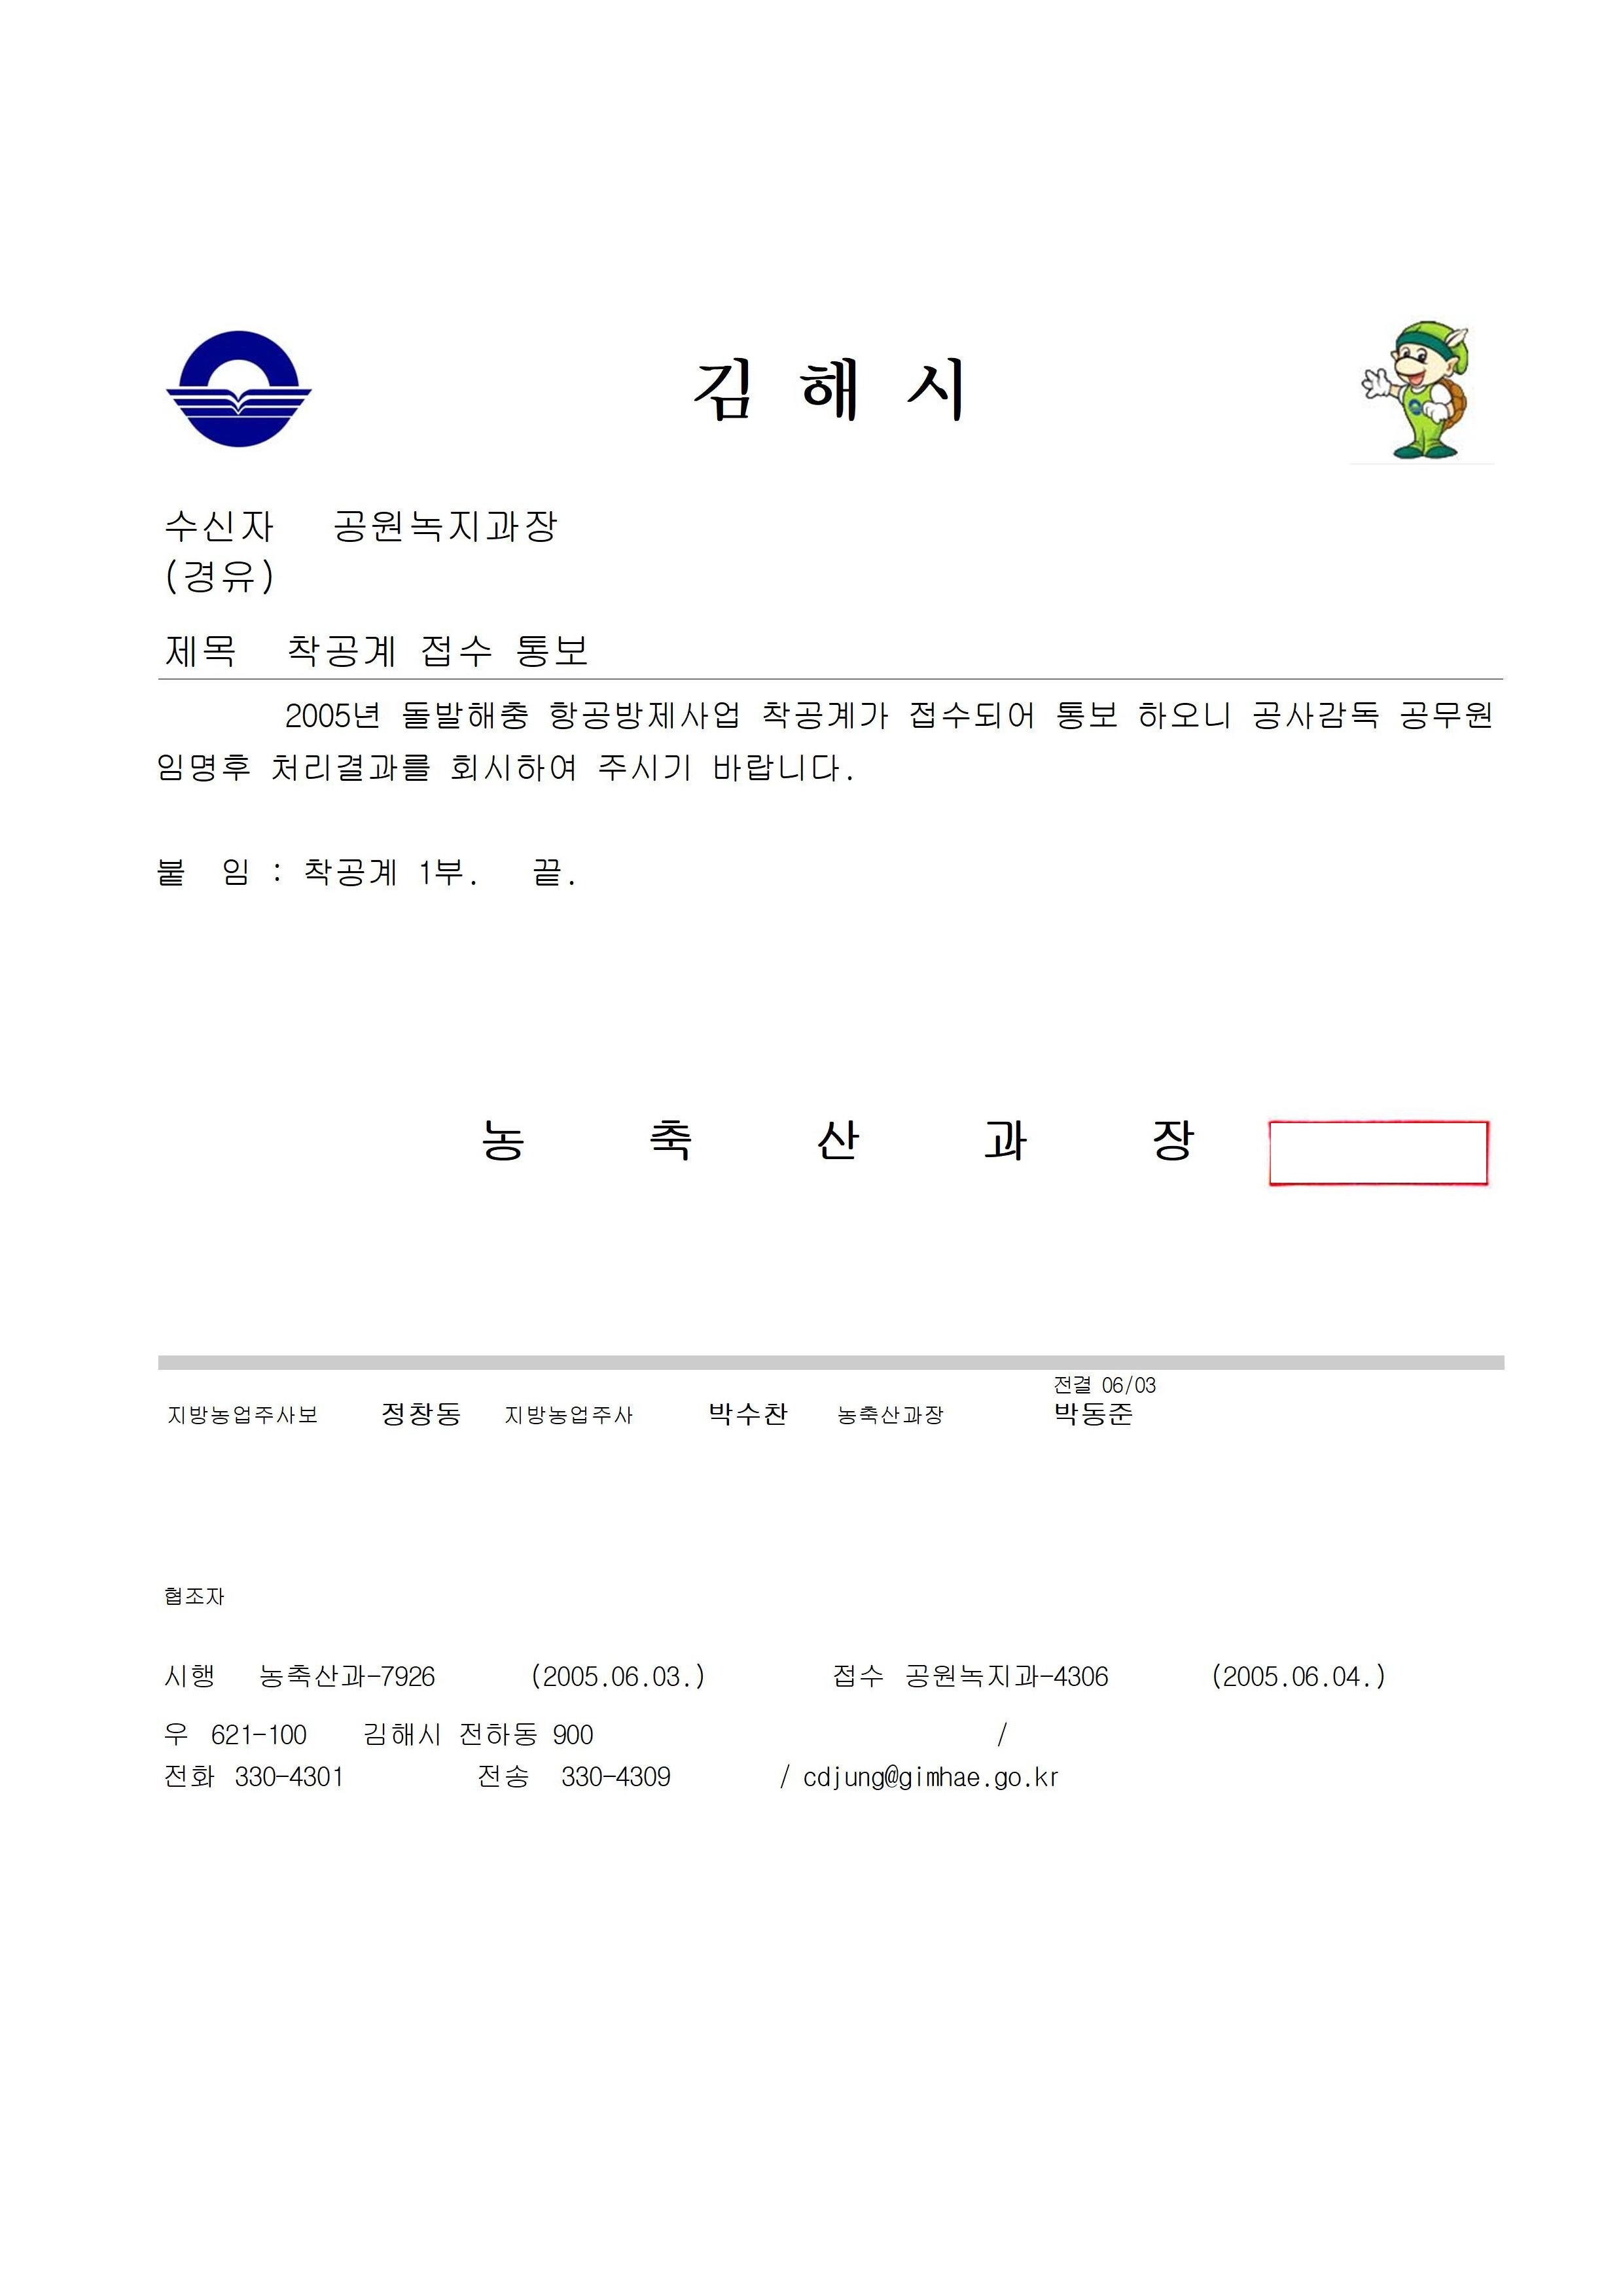 김 해 시
수신자 공원녹지과장
(경유)
제목 착공계 접수 통보
2005년 돌발해충 항공방제사업 착공계가 접수되어 통보 하오니 공사감독 공무원
임명후 처리결과를 회시하여 주시기 바랍니다.
붙 임 : 착공계 1부. 끝.
농 축 산 과 장
전결 06/03
지방농업주사보 정창동 지방농업주사 박수찬 농축산과장 박동준
협조자
시행 농축산과-7926 (2005.06.03.) 접수 공원녹지과-4306 (2005.06.04.)
우 621-100 김해시 전하동 900 /
전화 330-4301 전송 330-4309 / cdjung@gimhae.go.kr